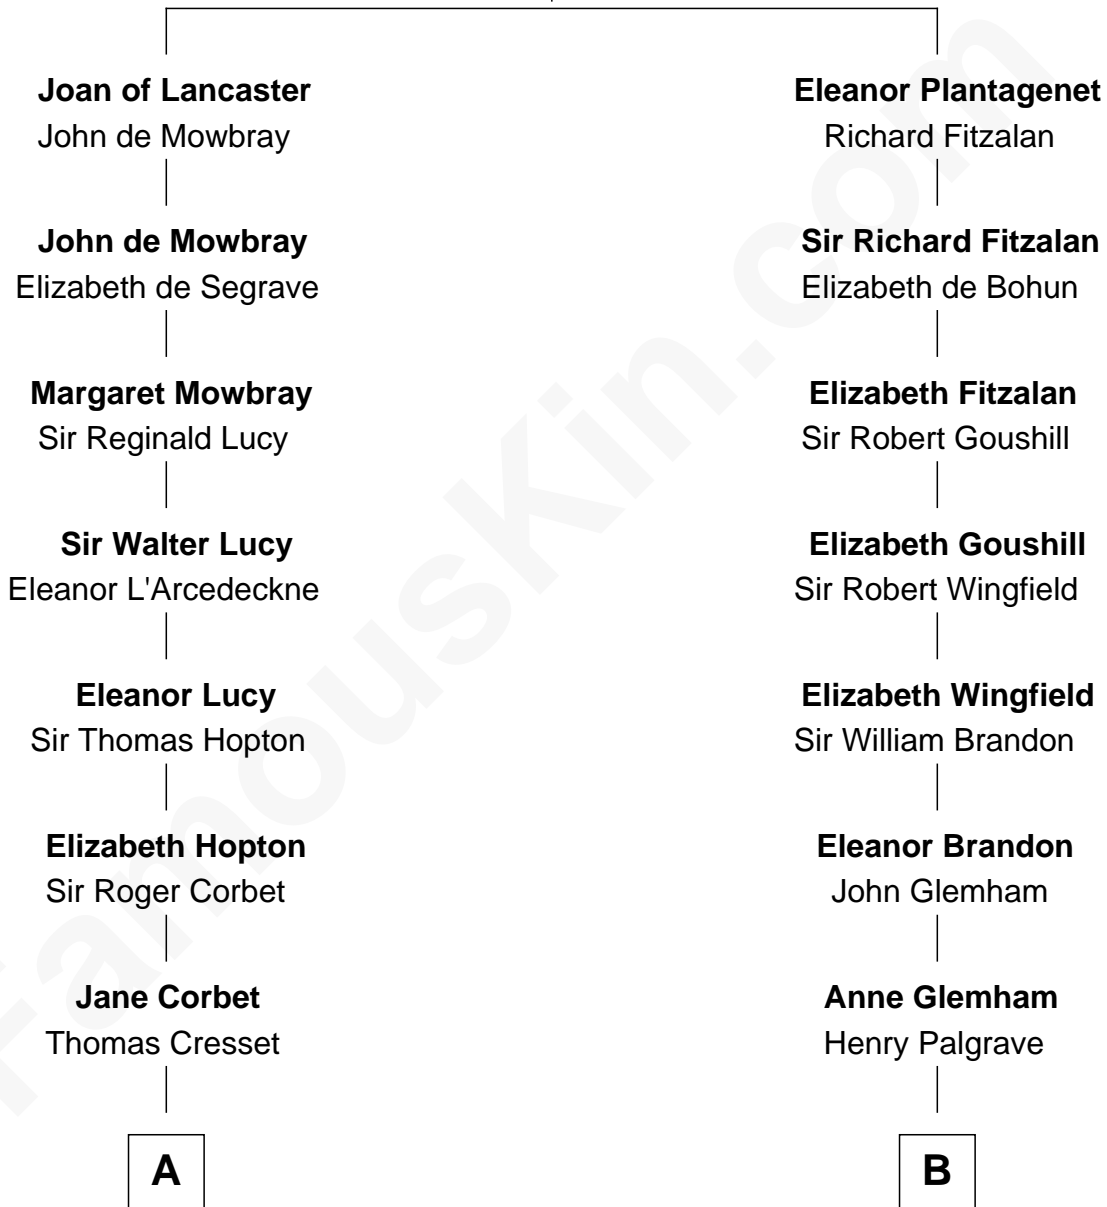 Joan of Lancaster
John de Mowbray
John de Mowbray
Elizabeth de Segrave
Margaret Mowbray
Sir Reginald Lucy
Sir Walter Lucy
Eleanor L'Arcedeckne
Eleanor Lucy
Sir Thomas Hopton
Elizabeth Hopton
Sir Roger Corbet
Jane Corbet
Thomas Cresset
A
Eleanor Plantagenet
Richard Fitzalan
Sir Richard Fitzalan
Elizabeth de Bohun
Elizabeth Fitzalan
Sir Robert Goushill
Elizabeth Goushill
Sir Robert Wingfield
Elizabeth Wingfield
Sir William Brandon
Eleanor Brandon
John Glemham
Anne Glemham
Henry Palgrave
B
FamousKin.com